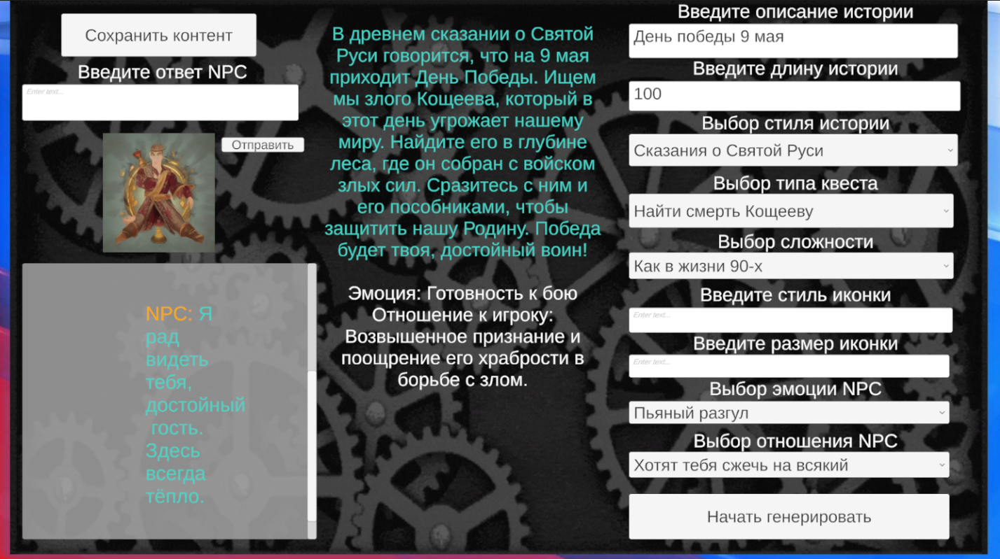 Сохранить контент
Введите ответ NPC
Enter text...
Отправить
NPC: Я
рад
видеть
тебя,
достойный
гость.
Здесь
всегда
тёпло.
В древнем сказании о Святой
Руси говорится, что на 9 мая
приходит День Победы. Ищем
мы злого Кощеева, который в
этот день угрожает нашему
миру. Найдите его в глубине
леса, где он собран с войском
злых сил. Сразитесь с ним и
его пособниками, чтобы
защитить нашу Родину. Победа
будет твоя, достойный воин!
Эмоция: Готовность к бою
Отношение к игроку:
Возвышенное признание и
поощрение его храбрости в
борьбе с злом.
Введите описание истории
День победы 9 мая
Введите длину истории
100
Выбор стиля истории
Сказания о Святой Руси
Выбор типа квеста
Найти смерть Кощееву
Выбор сложности
Как в жизни 90-х
Введите стиль иконки
Enter text...
Введите размер иконки
Enter text...
Выбор эмоции NPC
Пьяный разгул
Выбор отношения NPC
Хотят тебя сжечь на всякий
Начать генерировать